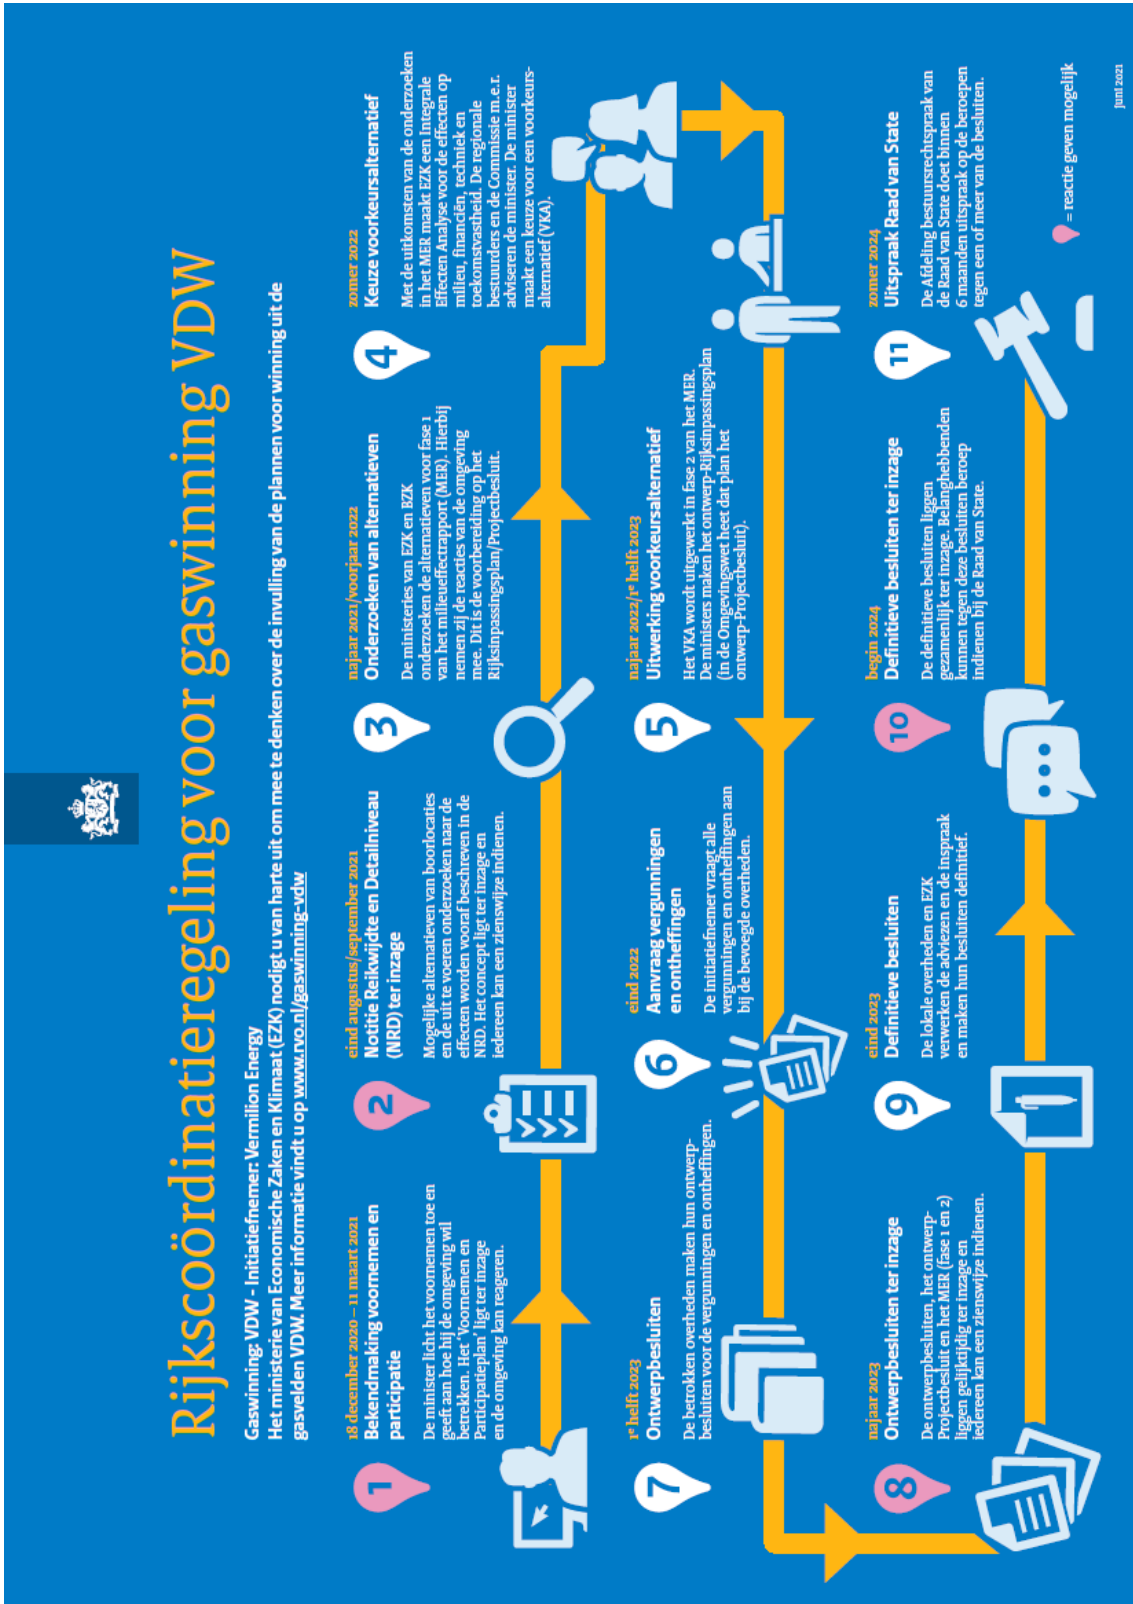 Rijkscoördinatieregeling voor gaswinning VDW
Gaswinning: VDW - Initiatiefnemer: Vermilion Energy
Het ministerie van Economische Zaken en Klimaat (EZK) nodigt u van harte uit om mee te denken over de invulling van de plannen voor winning uit de
gasvelden VDW. Meer informatie vindt u op www.rvo.nl/gaswinning-vdw
1
18 december 2020 – 11 maart 2021
Bekendmaking voornemen en
participatie
De minister licht het voornemen toe en
geeft aan hoe hij de omgeving wil
betrekken. Het 'Voornemen en
Participatieplan' ligt ter inzage
en de omgeving kan reageren.
2
eind augustus/september 2021
Notitie Reikwijdte en Detailniveau
(NRD) ter inzage
Mogelijke alternatieven van boorlocaties
en de uit te voeren onderzoeken naar de
effecten worden vooraf beschreven in de
NRD. Het concept ligt ter inzage en
iedereen kan een zienswijze indienen.
3
najaar 2021/voorjaar 2022
Onderzoeken van alternatieven
De ministeries van EZK en BZK
onderzoeken de alternatieven voor fase 1
van het milieueffectrapport (MER). Hierbij
nemen zij de reacties van de omgeving
mee. Dit is de voorbereiding op het
Rijksinpassingsplan/Projectbesluit.
4
zomer 2022
Keuze voorkeursalternatief
Met de uitkomsten van de onderzoeken
in het MER maakt EZK een Integrale
Effecten Analyse voor de effecten op
milieu, financiën, techniek en
toekomstvastheid. De regionale
bestuurders en de Commissie m.e.r.
adviseren de minister. De minister
maakt een keuze voor een voorkeurs-
alternatief (VKA).
5
najaar 2022/1e helft 2023
Uitwerking voorkeursalternatief
Het VKA wordt uitgewerkt in fase 2 van het MER.
De ministers maken het ontwerp-Rijksinpassingsplan
(in de Omgevingswet heet dat plan het
ontwerp-Projectbesluit).
6
eind 2022
Aanvraag vergunningen
en ontheffingen
De initiatiefnemer vraagt alle
vergunningen en ontheffingen aan
bij de bevoegde overheden.
7
1e helft 2023
Ontwerpbesluiten
De betrokken overheden maken hun ontwerp-
besluiten voor de vergunningen en ontheffingen.
8
najaar 2023
Ontwerpbesluiten ter inzage
De ontwerpbesluiten, het ontwerp-
Projectbesluit en het MER (fase 1 en 2)
liggen gelijktijdig ter inzage en
iedereen kan een zienswijze indienen.
9
eind 2023
Definitieve besluiten
De lokale overheden en EZK
verwerken de adviezen en de inspraak
en maken hun besluiten definitief.
10
begin 2024
Definitieve besluiten ter inzage
De definitieve besluiten liggen
gezamenlijk ter inzage. Belanghebbenden
kunnen tegen deze besluiten beroep
indienen bij de Raad van State.
11
zomer 2024
Uitspraak Raad van State
De Afdeling bestuursrechtspraak van
de Raad van State doet binnen
6 maanden uitspraak op de beroepen
tegen een of meer van de besluiten.
= reactie geven mogelijk
juni 2021